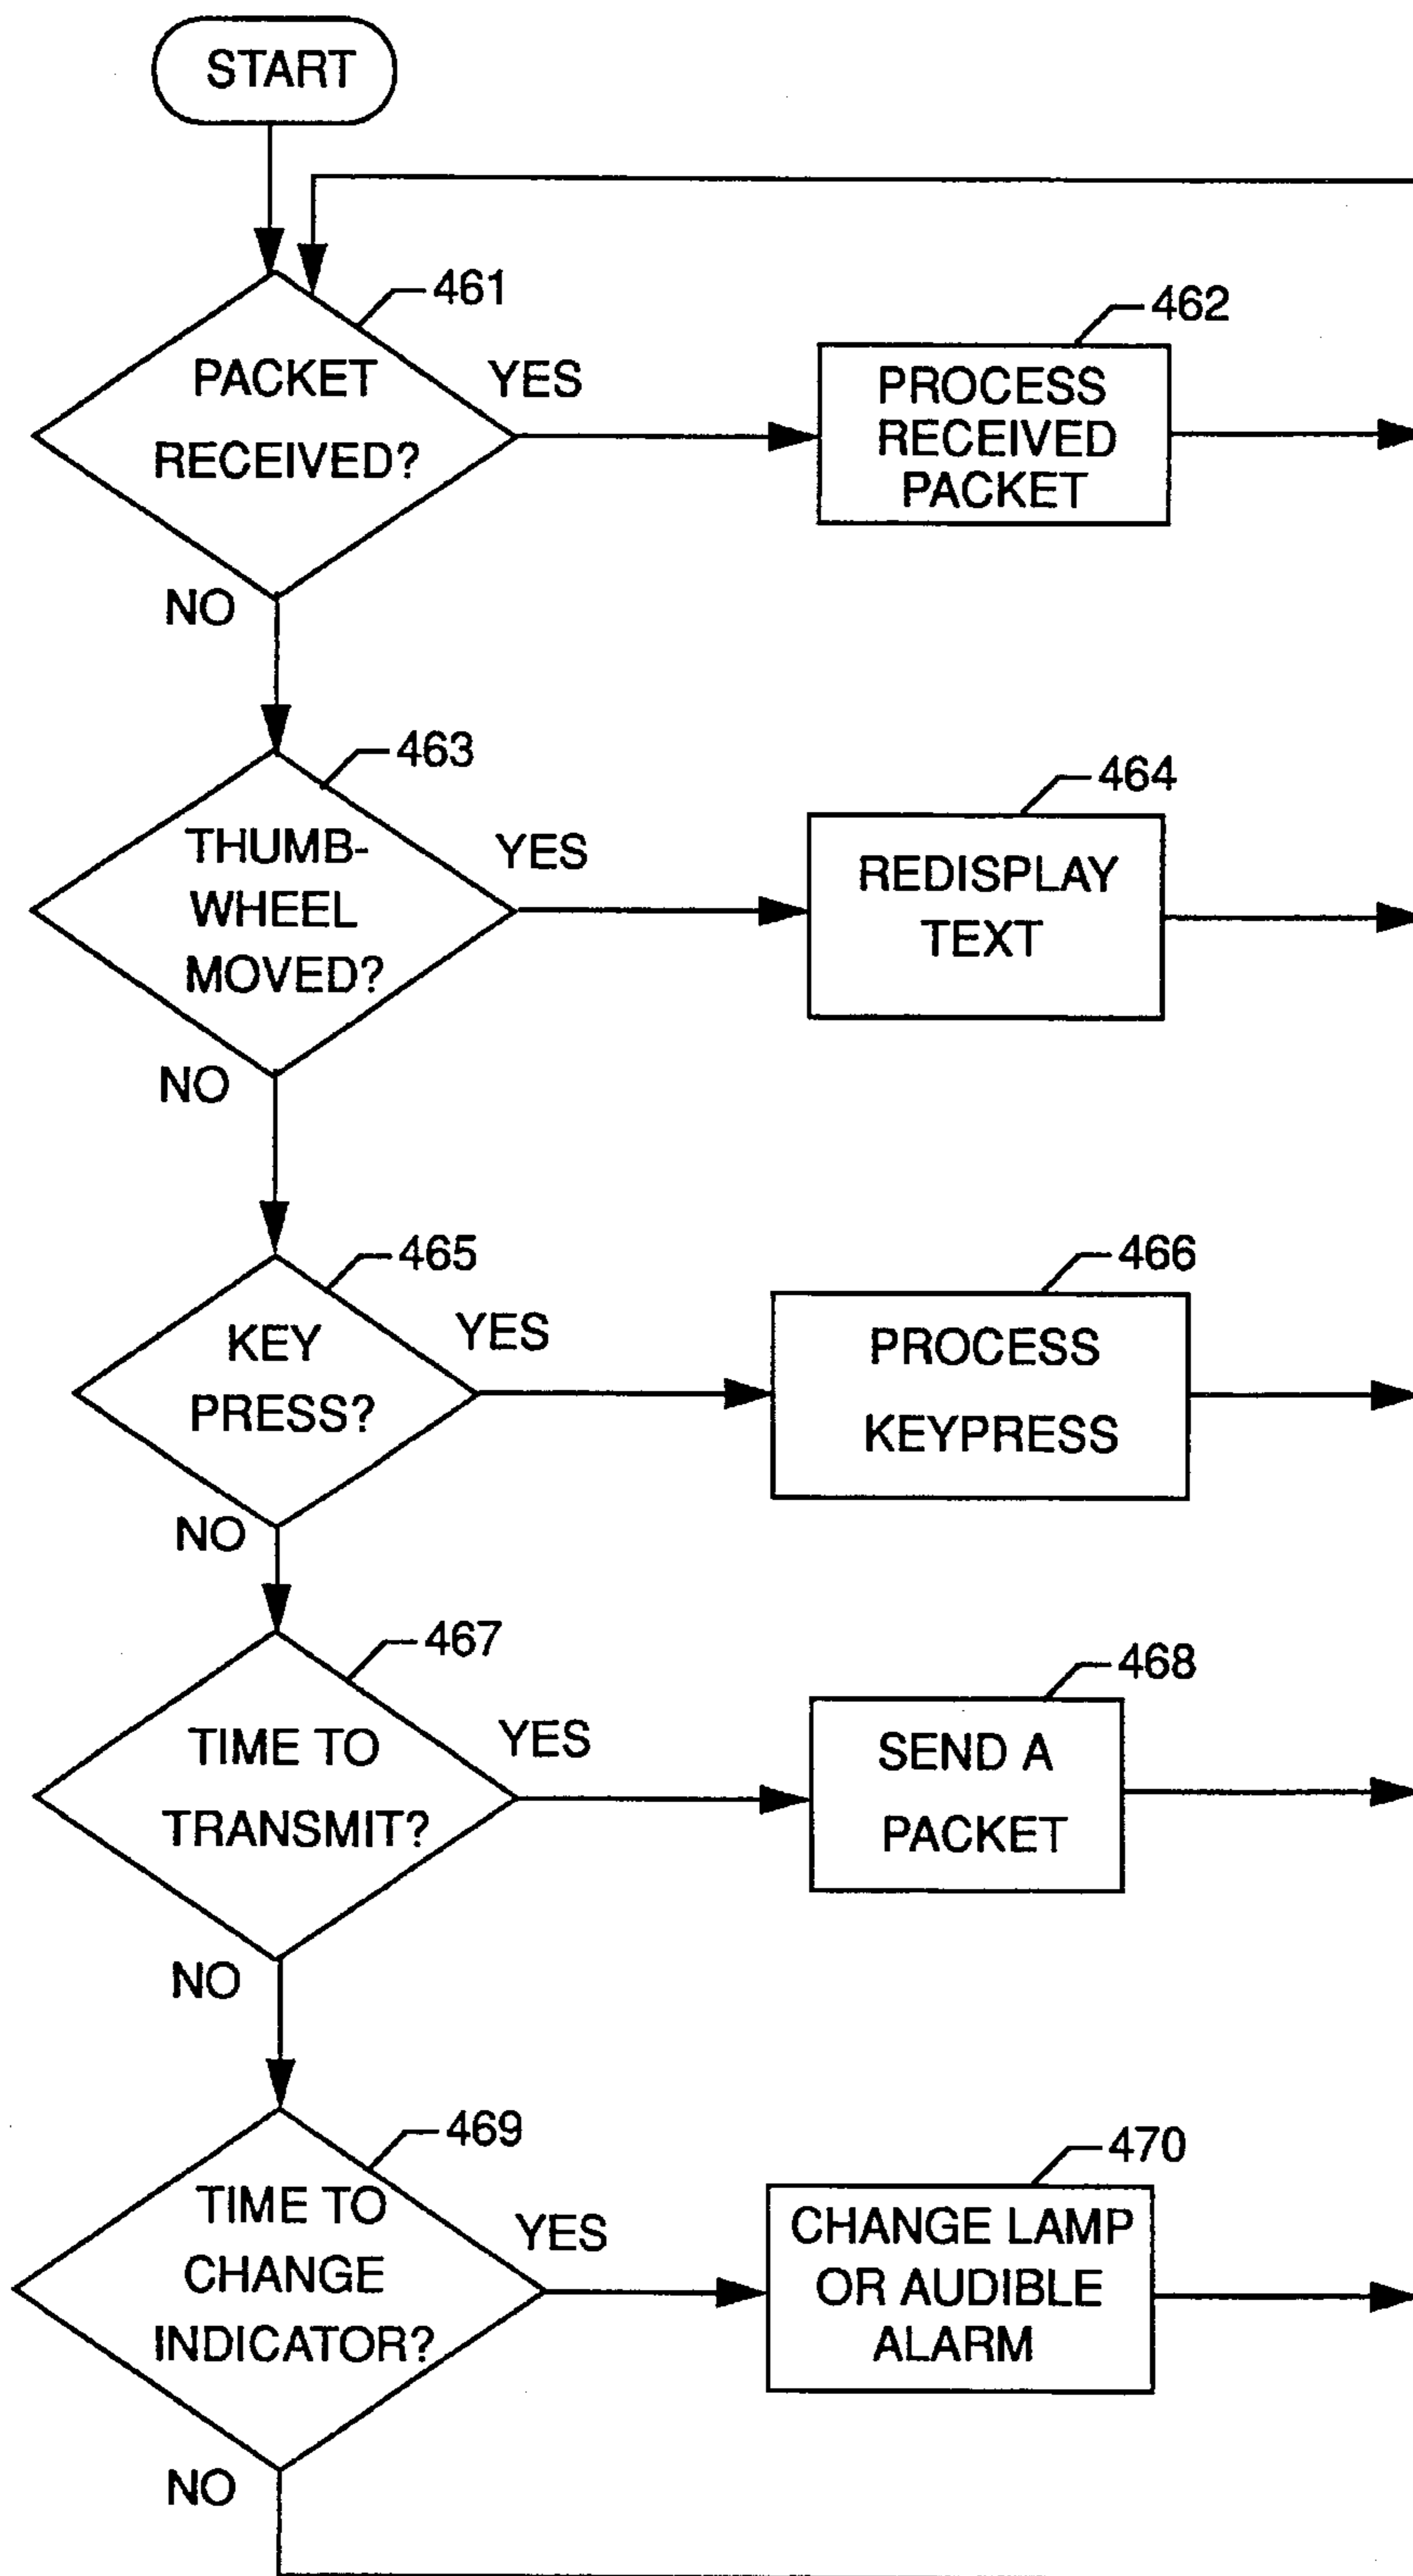 START
461
PACKET
RECEIVED?
YES
462
PROCESS
RECEIVED
PACKET
NO
463
THUMB-
WHEEL
MOVED?
YES
464
REDISPLAY
TEXT
NO
465
KEY
PRESS?
YES
466
PROCESS
KEYPRESS
NO
467
TIME TO
TRANSMIT?
YES
468
SEND A
PACKET
NO
469
TIME TO
CHANGE
INDICATOR?
YES
470
CHANGE LAMP
OR AUDIBLE
ALARM
NO